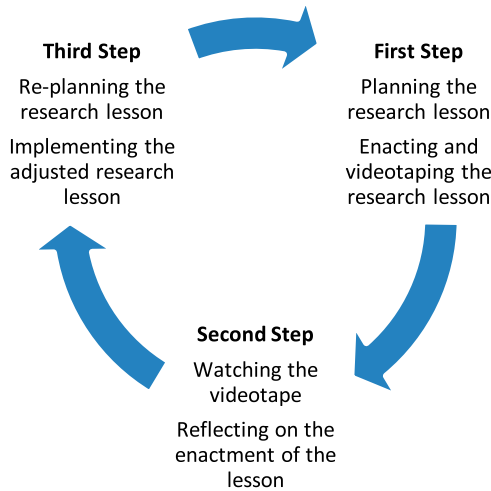 First Step
Planning the
research lesson
Enacting and
videotaping the
research lesson
Second Step
Watching the
videotape
Reflecting on the
enactment of the
lesson
Third Step
Re-planning the
research lesson
Implementing the
adjusted research
lesson